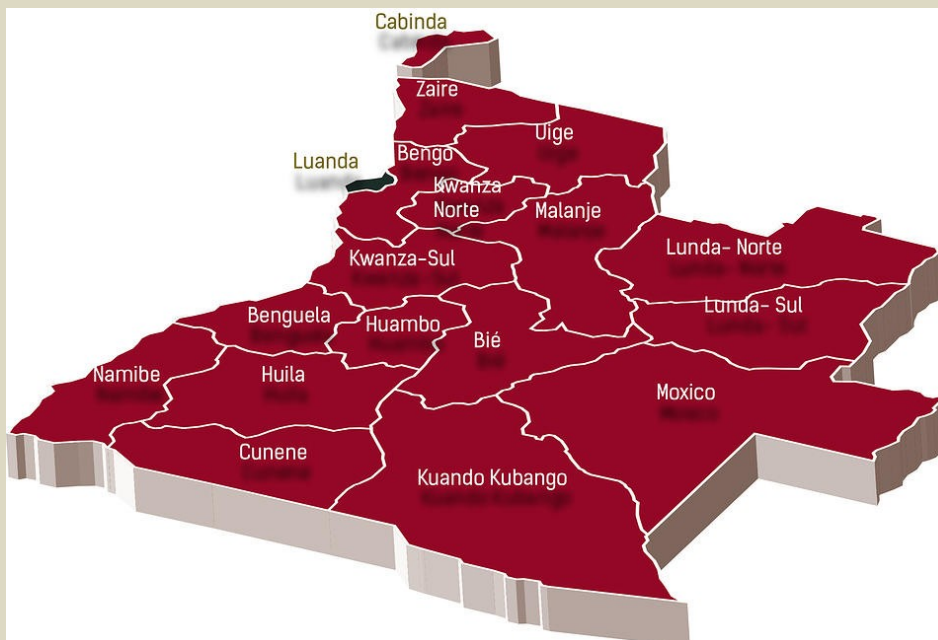 Cabinda
Zaire
Uige
Bengo
Luanda
Kwanza
Norte
Malanje
Lunda- Norte
Kwanza-Sul
Lunda- Sul
Benguela
Huambo
Bié
Namibe
Huila
Moxico
Cunene
Kuando Kubango